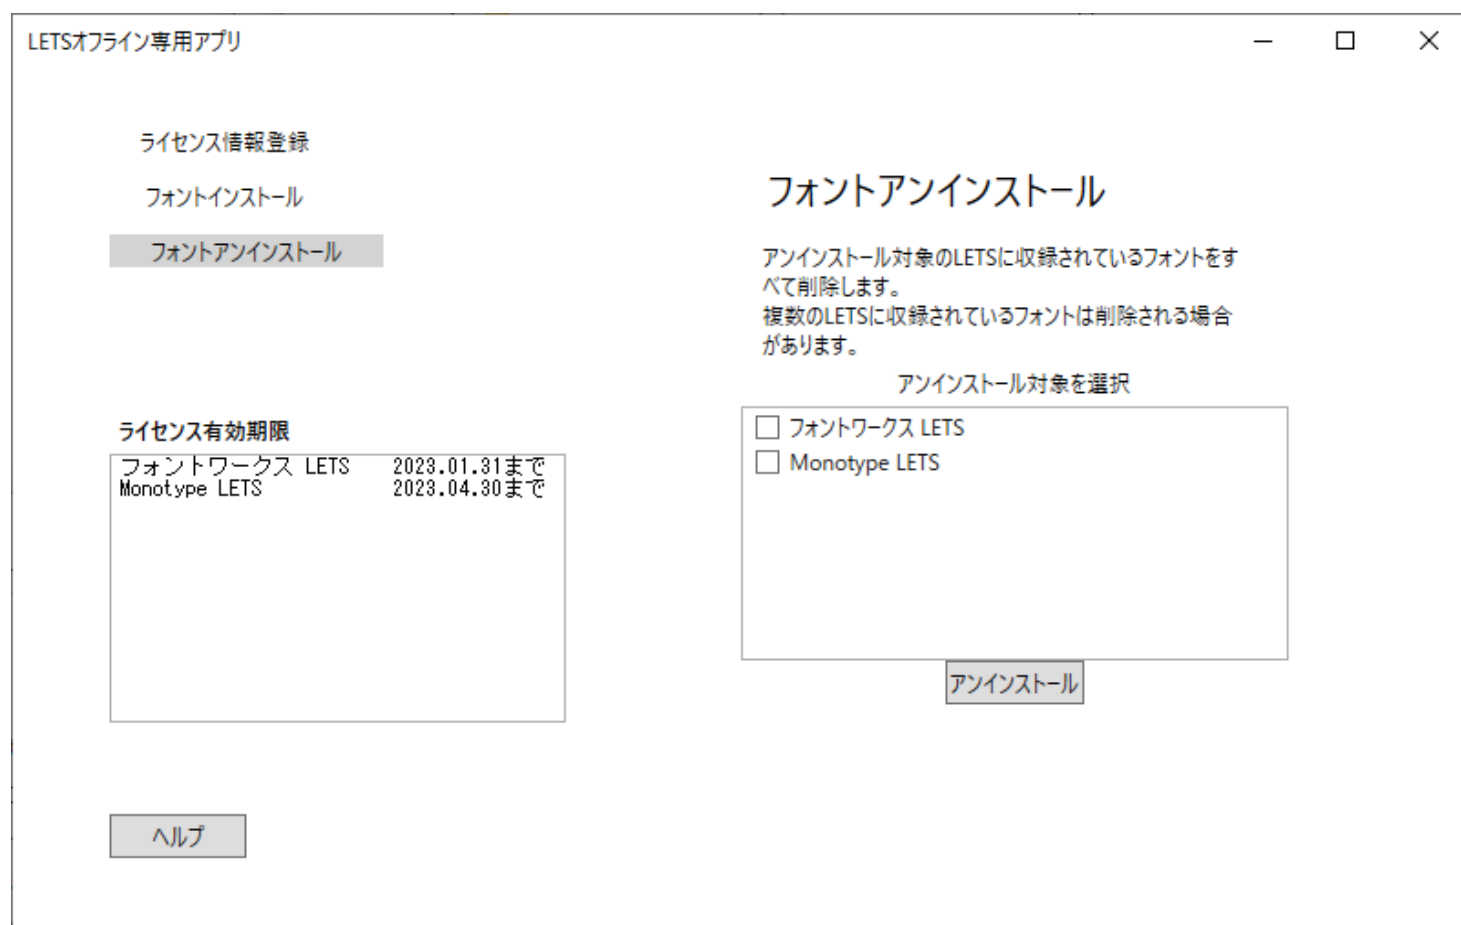 LETSオフライン専用アプリ
ライセンス情報登録
フォントインストール
フォントアンインストール
ライセンス有効期限
フォントワークス LETS 2023.01.31まで
Monotype LETS 2023.04.30まで
ヘルプ
フォントアンインストール
アンインストール対象のLETSに収録されているフォントをす
べて削除します。
複数のLETSに収録されているフォントは削除される場合
があります。
アンインストール対象を選択
フォントワークス LETS
Monotype LETS
アンインストール